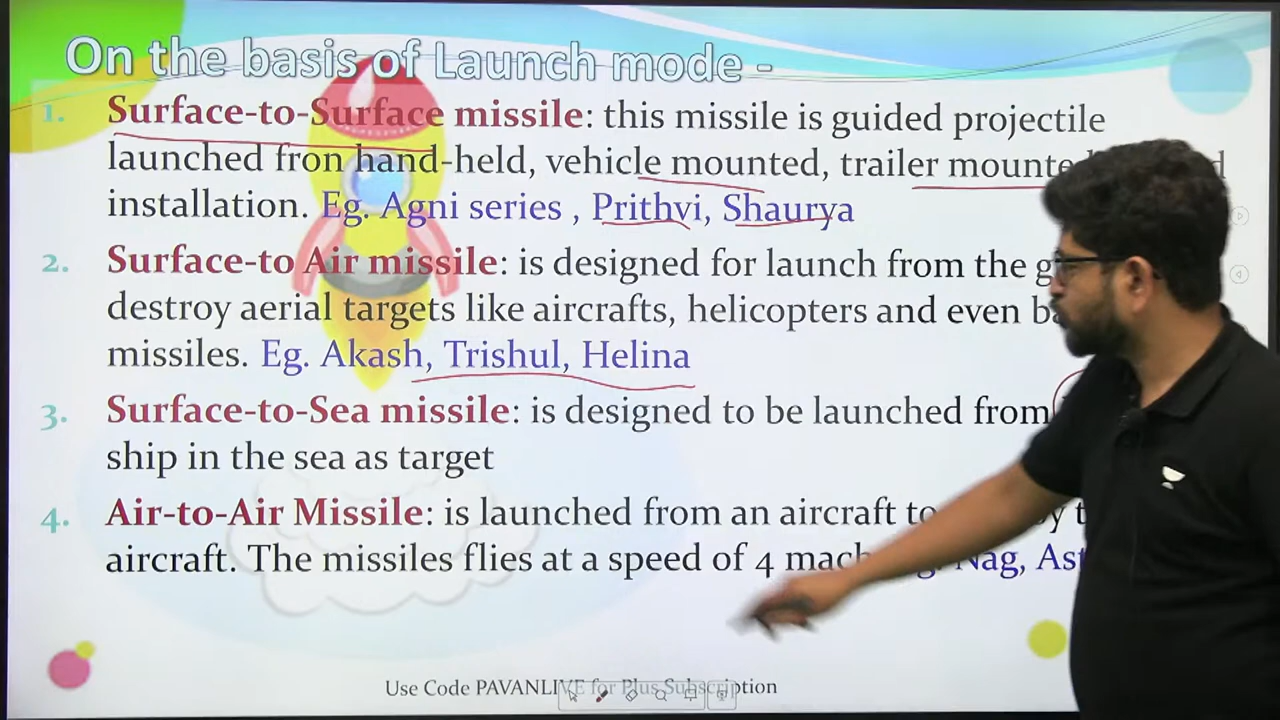 On the basis of Launch mode -
1. Surface-to-Surface missile: this missile is guided projectile
launched fron hand-held, vehicle mounted, trailer mounted
installation. Eg. Agni series , Prithvi, Shaurya
2. Surface-to Air missile: is designed for launch from the
destroy aerial targets like aircrafts, helicopters and even
missiles. Eg. Akash, Trishul, Helina
3. Surface-to-Sea missile: is designed to be launched from
ship in the sea as target
4. Air-to-Air Missile: is launched from an aircraft to
aircraft. The missiles flies at a speed of 4 mach Nag,
Use Code PAVANLIVE for Plus Subscription